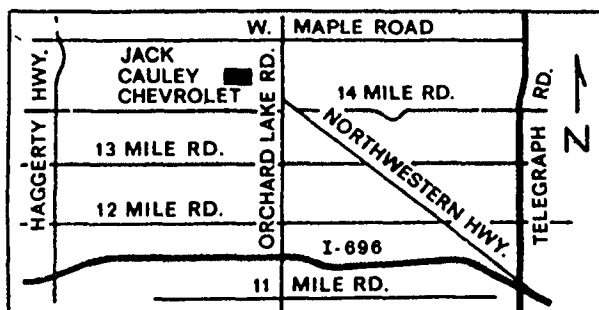 W. MAPLE ROAD
JACK
CAULEY
CHEVROLET
HAGGERTY HWY.
ORCHARD LAKE RD.
14 MILE RD.
TELEGRAPH RD.
N
13 MILE RD.
NORTHWESTERN HWY.
12 MILE RD.
I-696
11 MILE RD.